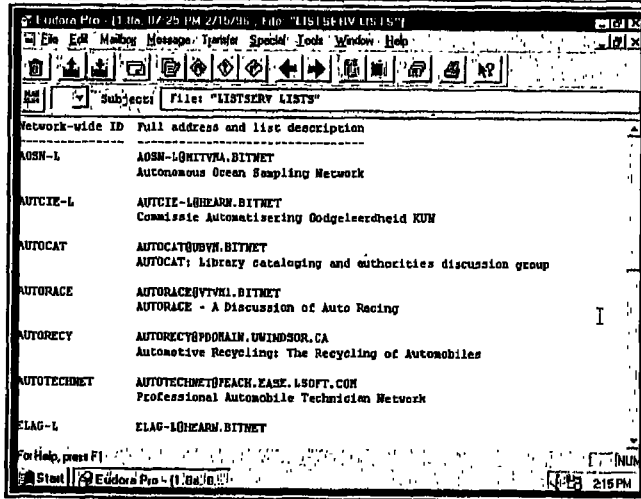 Eudora Pro - [1:0a, 07:25 PM 2/15/96 , File: "LISTSERV LISTS"]
File Edit Mailbox Message Transfer Special Tools Window Help
Subject: File: "LISTSERV LISTS"
Network-wide ID Full address and list description
AOSN-L AOSN-L@MITVMA.BITNET
Autonomous Ocean Sampling Network
AUTCIE-L AUTCIE-L@HEARN.BITNET
Commissie Automatisering Godgeleerdheid KUN
AUTOCAT AUTOCAT@UBVM.BITNET
AUTOCAT: Library cataloging and authorities discussion group
AUTORACE AUTORACE@VTVM1.BITNET
AUTORACE - A Discussion of Auto Racing
AUTORECY AUTORECY@PDOMAIN.UWINDSOR.CA
Automotive Recycling: The Recycling of Automobiles
AUTOTECHNET AUTOTECHNET@PEACH.EASE.LSOFT.COM
Professional Automobile Technician Network
ELAG-L ELAG-L@HEARN.BITNET
For Help, press F1 NUM
Start Eudora Pro - 2:15 PM